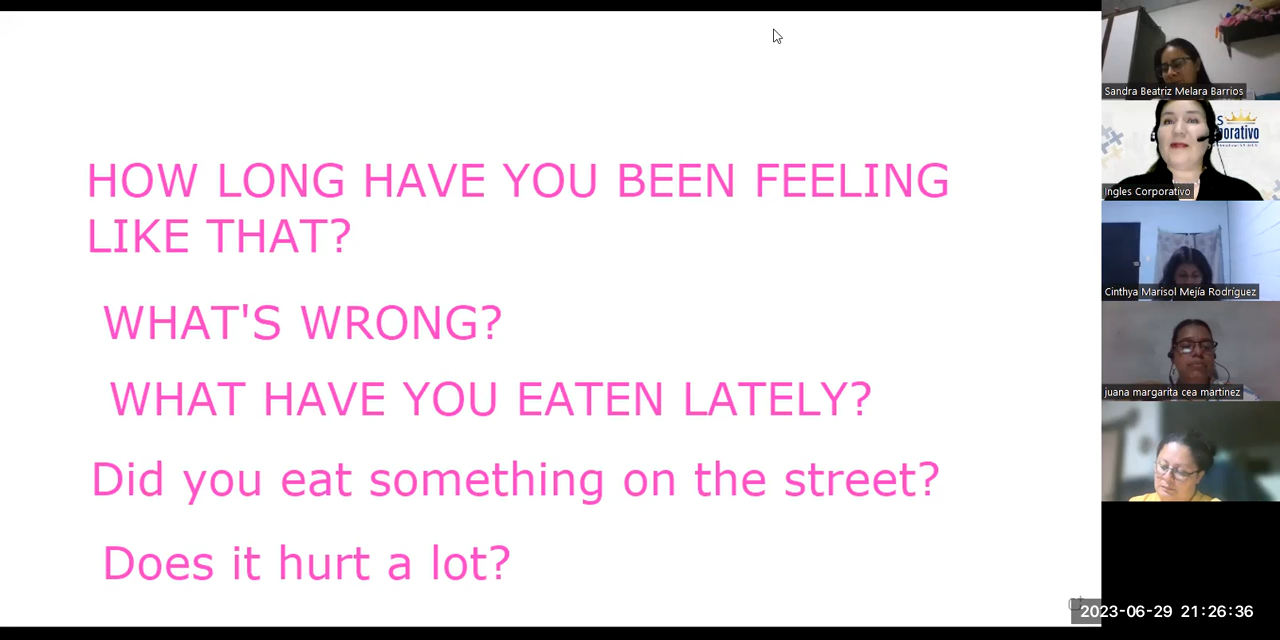 HOW LONG HAVE YOU BEEN FEELING
LIKE THAT?
WHAT'S WRONG?
WHAT HAVE YOU EATEN LATELY?
Did you eat something on the street?
Does it hurt a lot?
Sandra Beatriz Melara Barrios
Ingles Corporativo
Cinthya Marisol Mejía Rodríguez
juana margarita cea martinez
2023-06-29 21:26:36